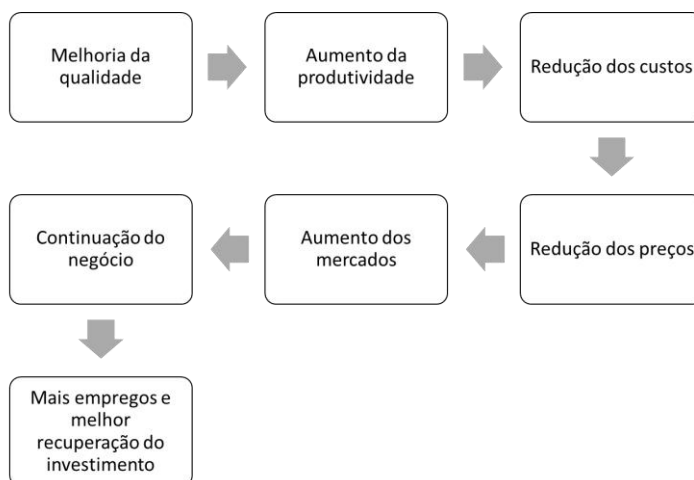 Melhoria da
qualidade
Aumento da
produtividade
Redução dos custos
Redução dos preços
Aumento dos
mercados
Continuação do
negócio
Mais empregos e
melhor
recuperação do
investimento